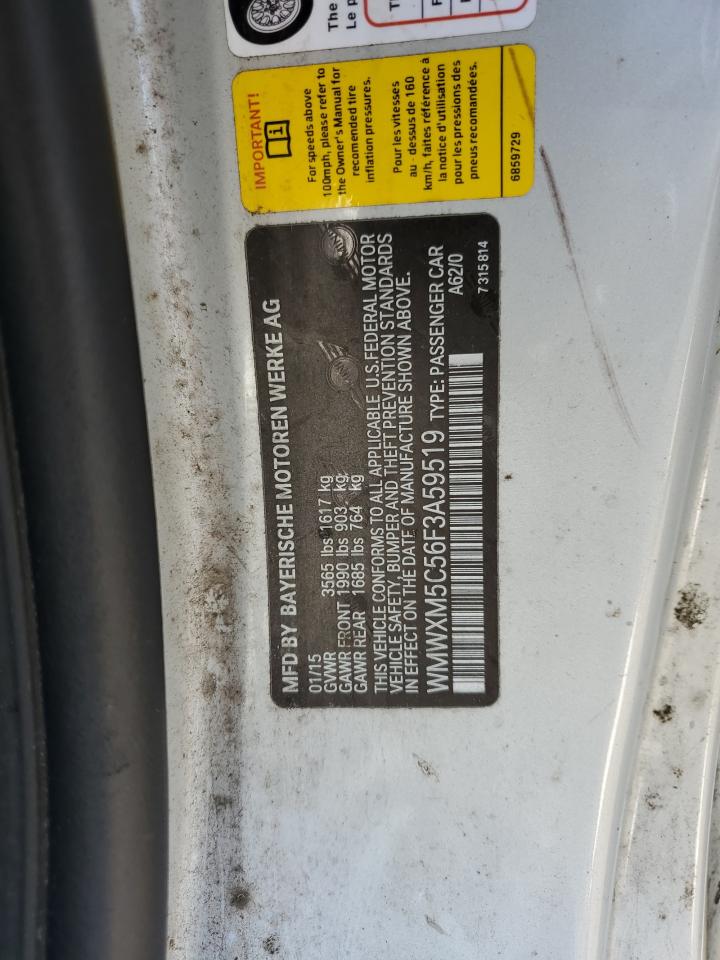 The
Le p
IMPORTANT!
For speeds above
100mph, please refer to
the Owner's Manual for
recomended tire
inflation pressures.
Pour les vitesses
au - dessus de 160
km/h, faites référence à
la notice d'utilisation
pour les pressions des
pneus recomandées.
6859729
MFD BY BAYERISCHE MOTOREN WERKE AG
01/15
GVWR 3565 lbs 1617 kg
GAWR FRONT 1990 lbs 903 kg
GAWR REAR 1685 lbs 764 kg
THIS VEHICLE CONFORMS TO ALL APPLICABLE U.S.FEDERAL MOTOR
VEHICLE SAFETY, BUMPER AND THEFT PREVENTION STANDARDS
IN EFFECT ON THE DATE OF MANUFACTURE SHOWN ABOVE.
WMWXM5C56F3A59519 TYPE: PASSENGER CAR
A62/0
7315814